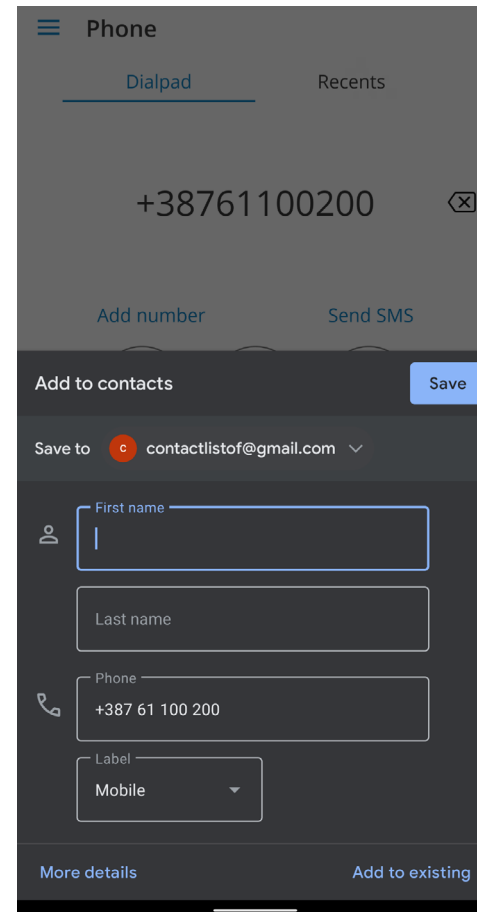 Phone
Dialpad Recents
+38761100200
Add number Send SMS
Add to contacts Save
Save to c contactlistof@gmail.com
First name
Last name
Phone
+387 61 100 200
Label
Mobile
More details Add to existing